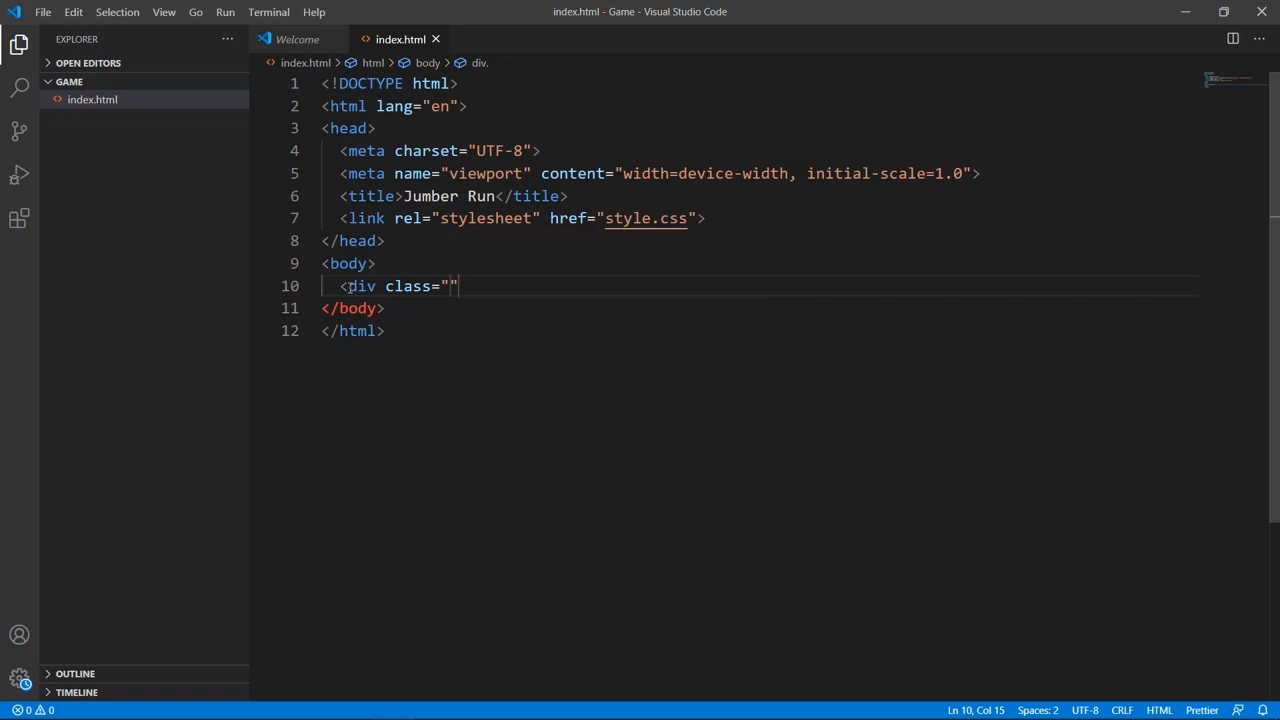 File Edit Selection View Go Run Terminal Help
index.html - Game - Visual Studio Code
EXPLORER
OPEN EDITORS
GAME
index.html
Welcome
index.html
index.html > html > body > div.
1 <!DOCTYPE html>
2 <html lang="en">
3 <head>
4 <meta charset="UTF-8">
5 <meta name="viewport" content="width=device-width, initial-scale=1.0">
6 <title>Jumber Run</title>
7 <link rel="stylesheet" href="style.css">
8 </head>
9 <body>
10 <div class=""
11 </body>
12 </html>
OUTLINE
TIMELINE
0 0
Ln 10, Col 15 Spaces: 2 UTF-8 CRLF HTML Prettier